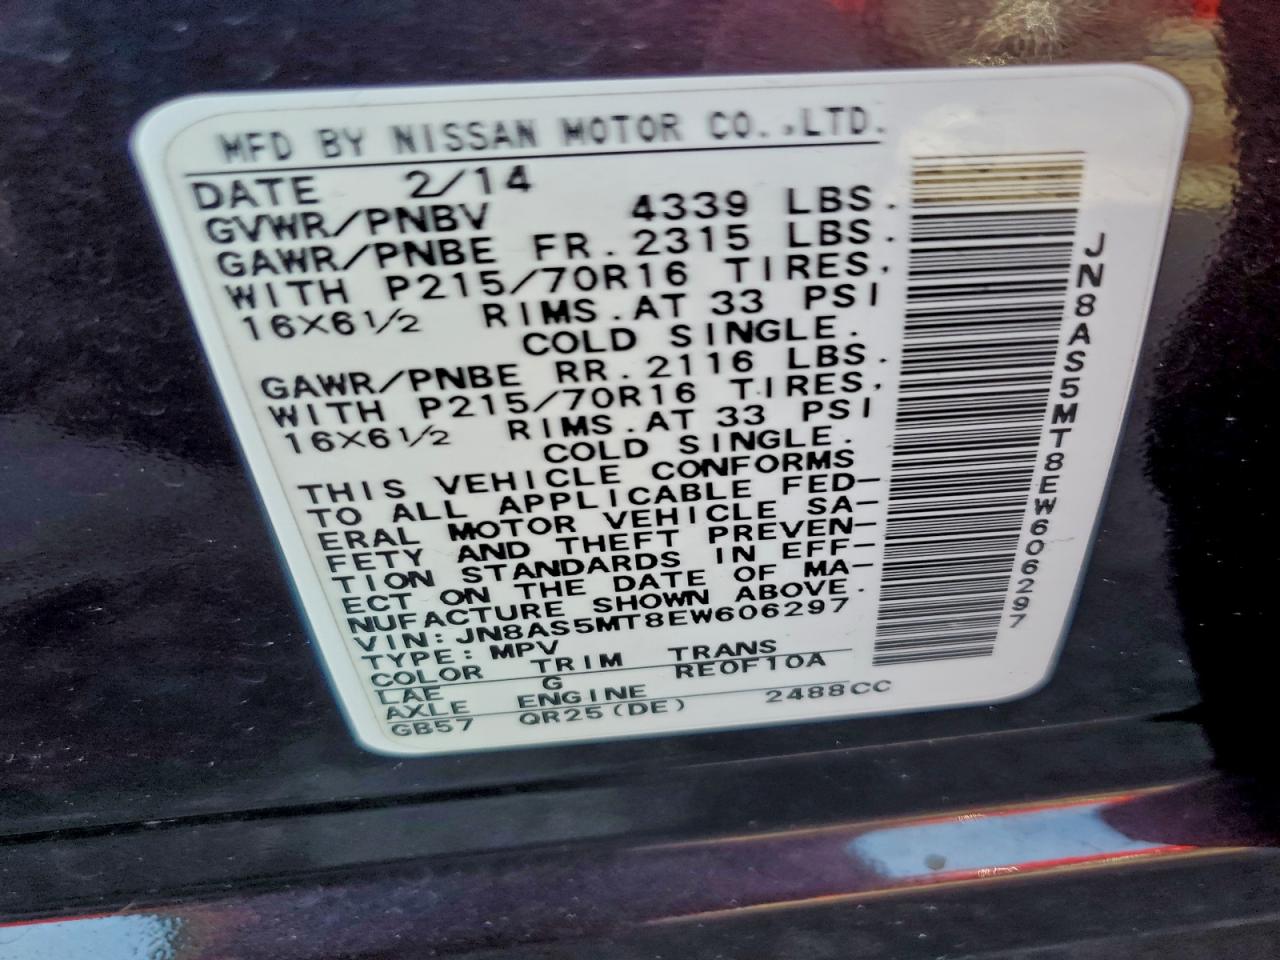 MFD BY NISSAN MOTOR CO.,LTD.
DATE 2/14
GVWR/PNBV 4339 LBS.
GAWR/PNBE FR. 2315 LBS.
WITH P215/70R16 TIRES,
16X6½ RIMS.AT 33 PSI
COLD SINGLE.
GAWR/PNBE RR. 2116 LBS.
WITH P215/70R16 TIRES,
16X6½ RIMS.AT 33 PSI
COLD SINGLE.
THIS VEHICLE CONFORMS
TO ALL APPLICABLE FED-
ERAL MOTOR VEHICLE SA-
FETY AND THEFT PREVEN-
TION STANDARDS IN EFF-
ECT ON THE DATE OF MA-
NUFACTURE SHOWN ABOVE.
VIN: JN8AS5MT8EW606297
TYPE: MPV
COLOR TRIM TRANS
LAE G RE0F10A
AXLE ENGINE
GB57 QR25(DE) 2488CC
JN8AS5MT8EW606297